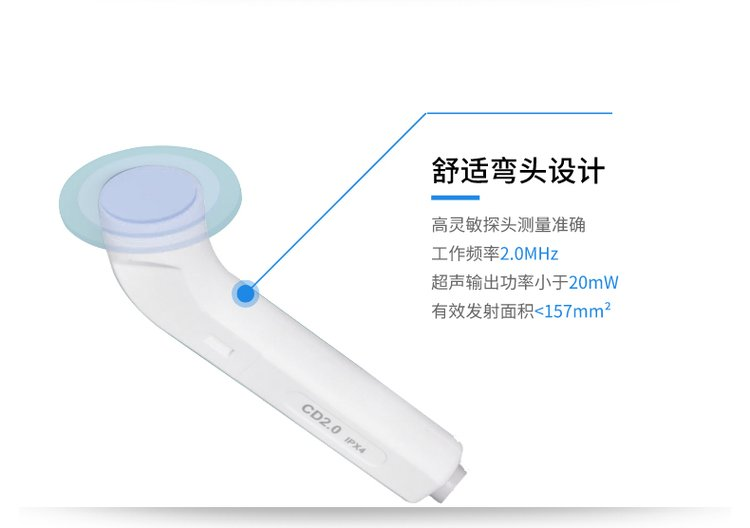 舒适弯头设计
高灵敏探头测量准确
工作频率2.0MHz
超声输出功率小于20mW
有效发射面积<157mm²
CD2.0 IPX4